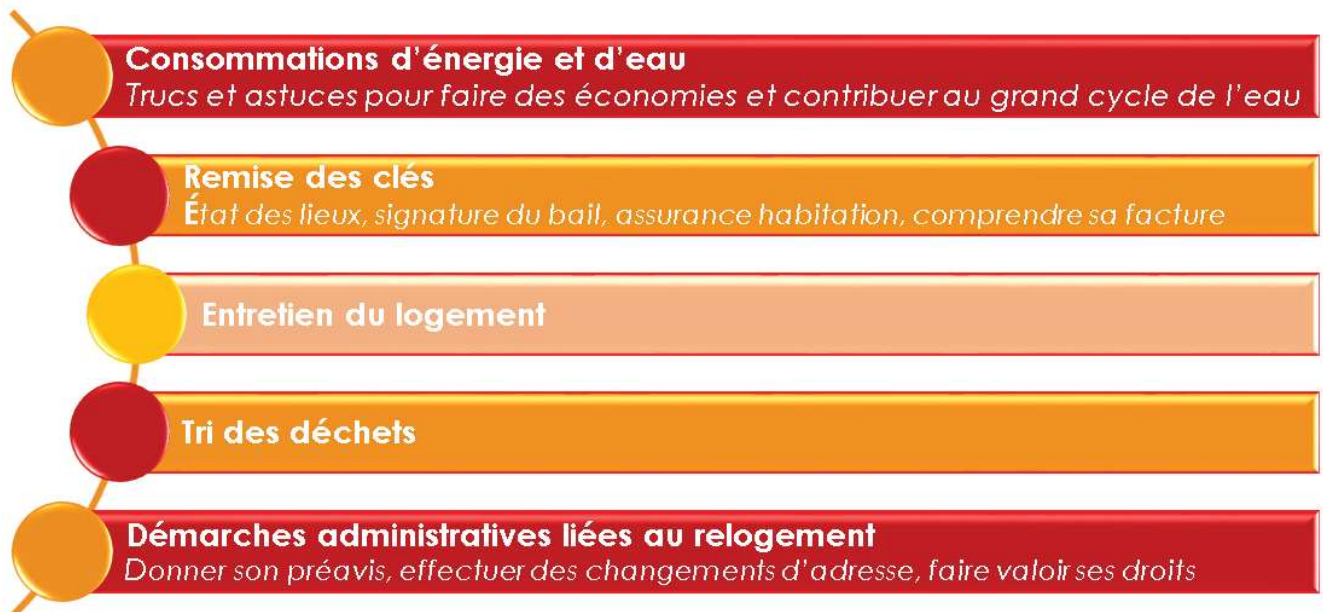 Consommations d’énergie et d’eau
Trucs et astuces pour faire des économies et contribuer au grand cycle de l’eau
Remise des clés
État des lieux, signature du bail, assurance habitation, comprendre sa facture
Entretien du logement
Tri des déchets
Démarches administratives liées au relogement
Donner son préavis, effectuer des changements d’adresse, faire valoir ses droits